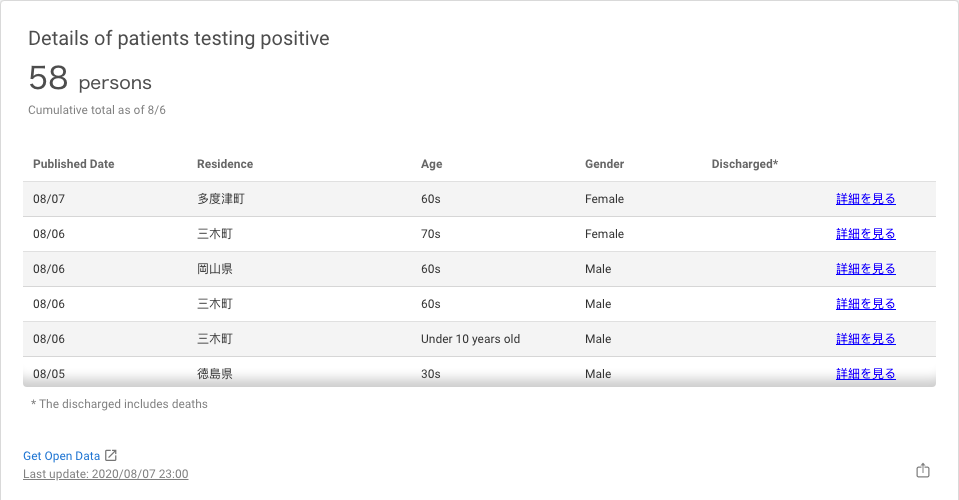 Details of patients testing positive
58 persons
Cumulative total as of 8/6
Published Date Residence Age Gender Discharged*
08/07 多度津町 60s Female 詳細を見る
08/06 三木町 70s Female 詳細を見る
08/06 岡山県 60s Male 詳細を見る
08/06 三木町 60s Male 詳細を見る
08/06 三木町 Under 10 years old Male 詳細を見る
08/05 徳島県 30s Male 詳細を見る
* The discharged includes deaths
Get Open Data
Last update: 2020/08/07 23:00